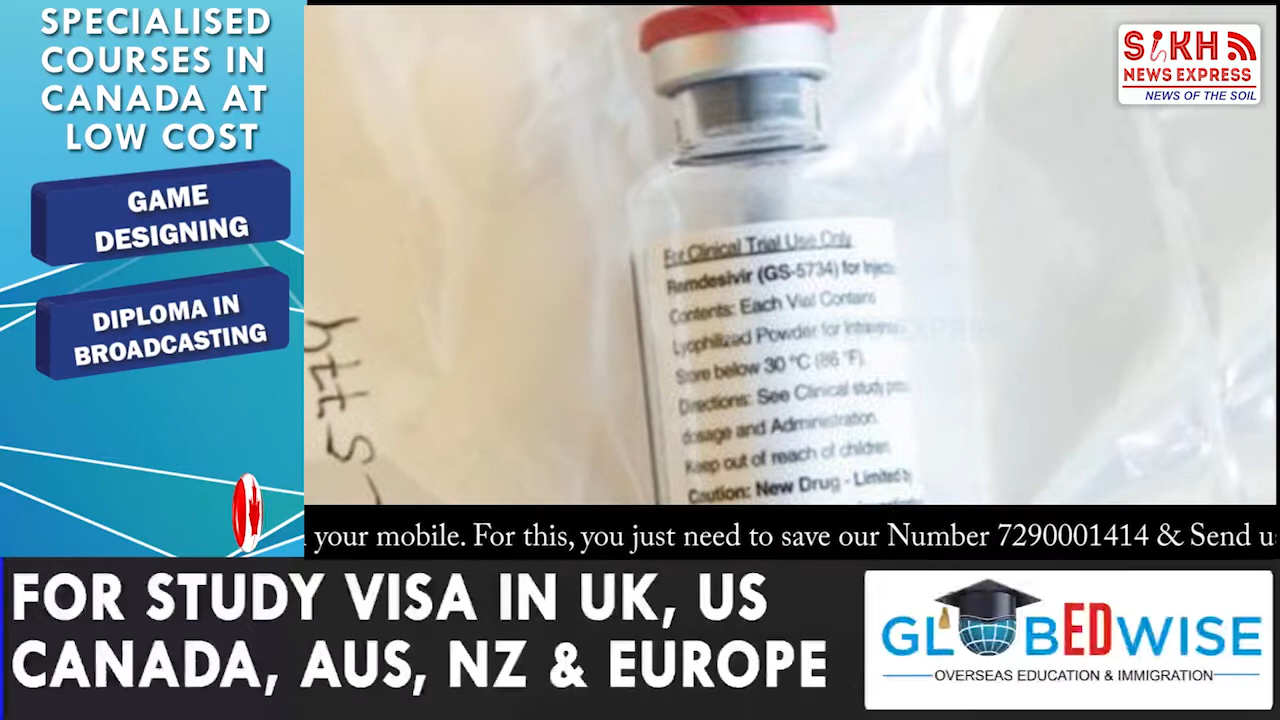 SPECIALISED
COURSES IN
CANADA AT
LOW COST
GAME
DESIGNING
DIPLOMA IN
BROADCASTING
SIKH
NEWS EXPRESS
NEWS OF THE SOIL
For Clinical Trial Use Only
Remdesivir (GS-5734) for
Contents: Each Vial Contains
Lyophilized Powder for
Store below 30 °C (86 °F).
Directions: See Clinical study
dosage and Administration.
Keep out of reach of children.
Caution: New Drug - Limited by
your mobile. For this, you just need to save our Number 7290001414 & Send
FOR STUDY VISA IN UK, US
CANADA, AUS, NZ & EUROPE
GLOBEDWISE
OVERSEAS EDUCATION & IMMIGRATION